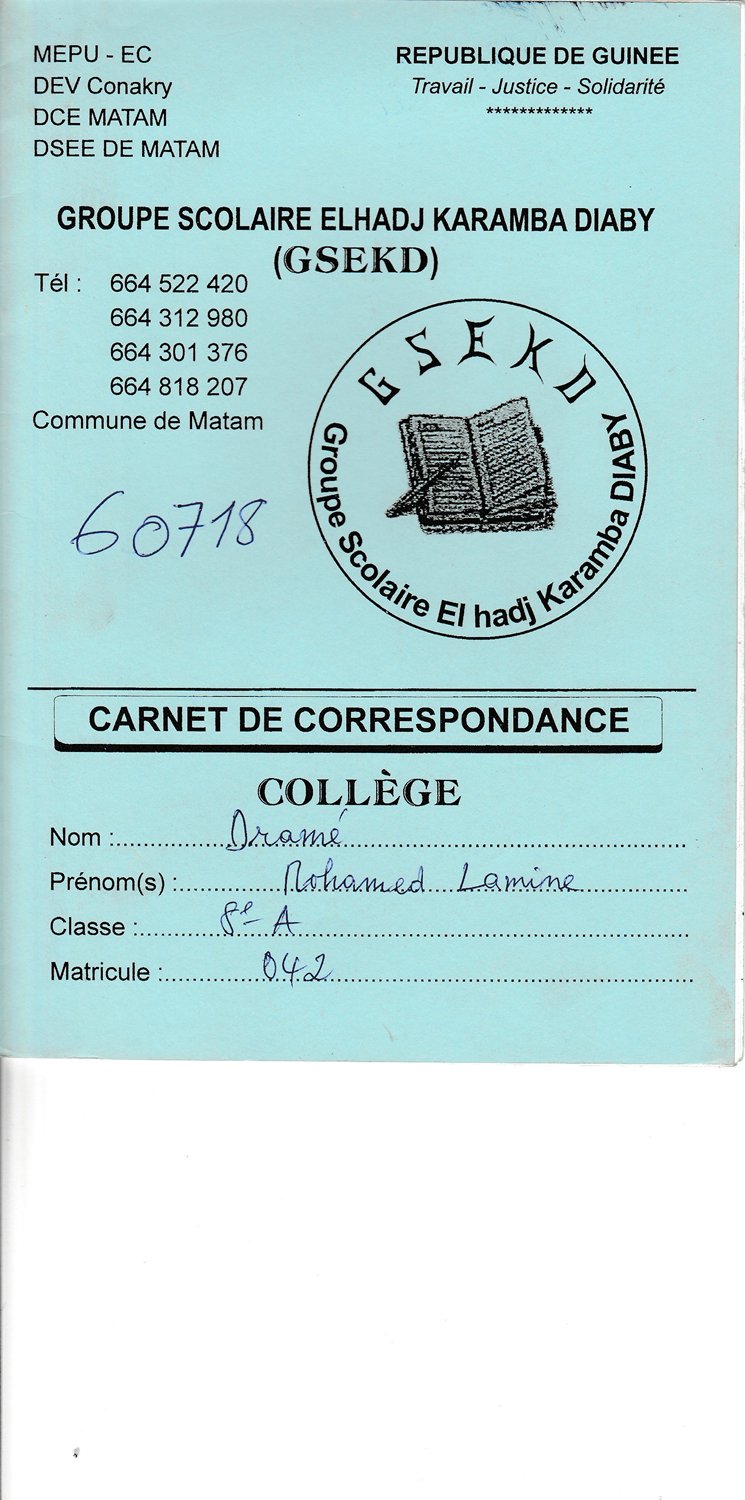 MEPU - EC
DEV Conakry
DCE MATAM
DSEE DE MATAM
REPUBLIQUE DE GUINEE
Travail - Justice - Solidarité
*************
GROUPE SCOLAIRE ELHADJ KARAMBA DIABY
(GSEKD)
Tél : 664 522 420
664 312 980
664 301 376
664 818 207
Commune de Matam
60718
GSEKD
Groupe Scolaire El hadj Karamba DIABY
CARNET DE CORRESPONDANCE
COLLÈGE
Nom : Dramé
Prénom(s) : Mohamed Lamine
Classe : 8e A
Matricule : 042